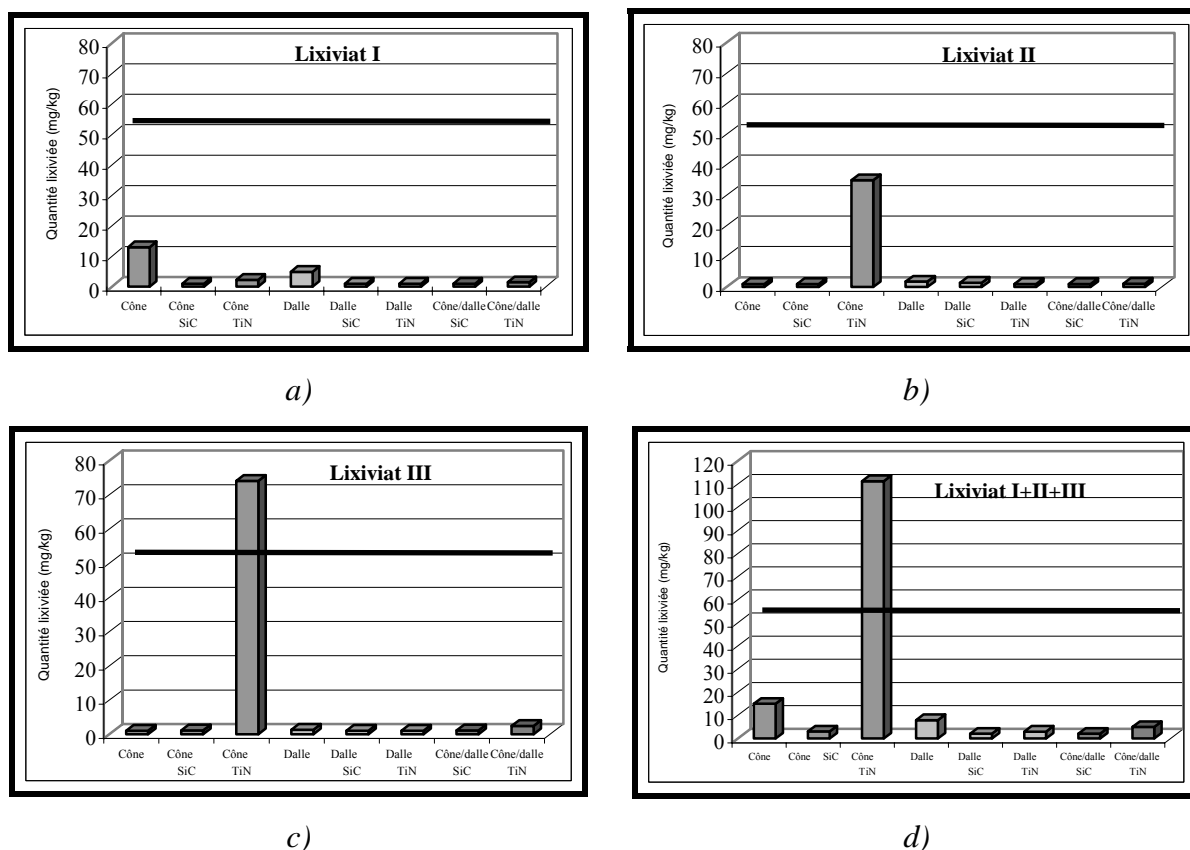 Lixiviat I
Quantité lixiviée (mg/kg)
80
70
60
50
40
30
20
10
0
Cône Cône Cône Dalle Dalle Dalle Cône/dalle Cône/dalle
SiC TiN SiC TiN SiC TiN
a)
Lixiviat II
Quantité lixiviée (mg/kg)
80
70
60
50
40
30
20
10
0
Cône Cône Cône Dalle Dalle Dalle Cône/dalle Cône/dalle
SiC TiN SiC TiN SiC TiN
b)
Lixiviat III
Quantité lixiviée (mg/kg)
80
70
60
50
40
30
20
10
0
Cône Cône Cône Dalle Dalle Dalle Cône/dalle Cône/dalle
SiC TiN SiC TiN SiC TiN
c)
Lixiviat I+II+III
Quantité lixiviée (mg/kg)
120
110
100
90
80
70
60
50
40
30
20
10
0
Cône Cône SiC Cône Dalle Dalle Dalle Cône/dalle Cône/dalle
TiN SiC TiN SiC TiN
d)